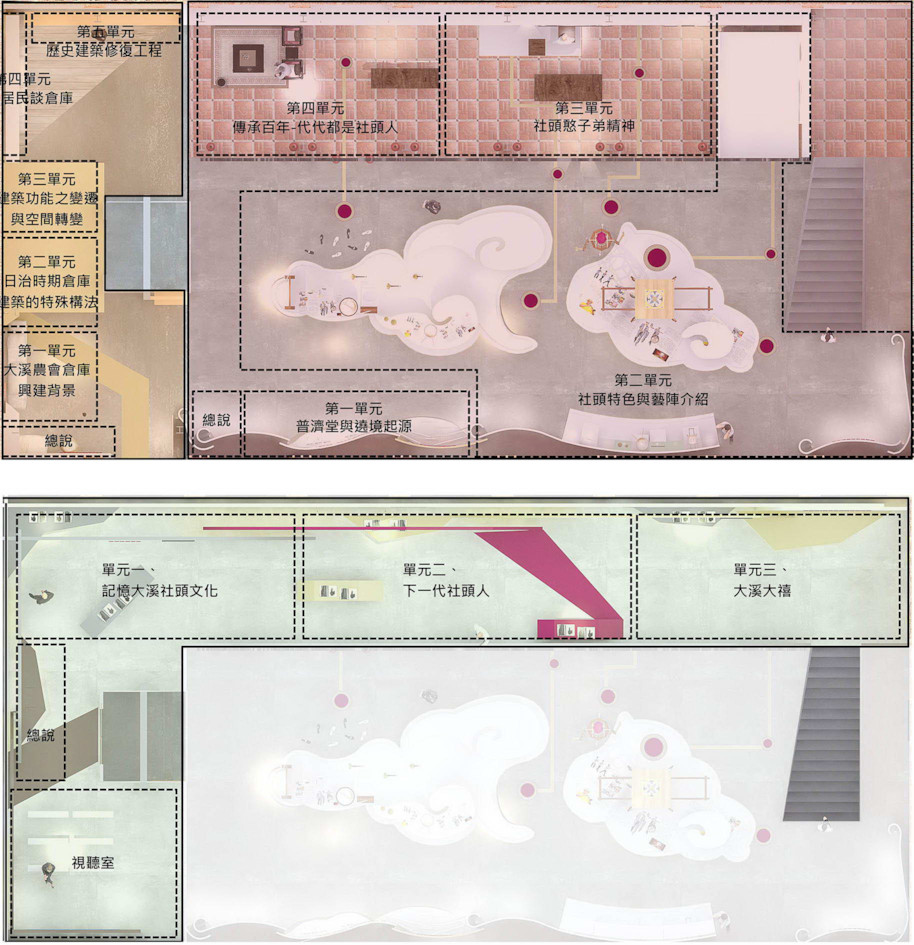 第五單元
歷史建築修復工程
第四單元
居民談倉庫
第三單元
建築功能之變遷
與空間轉變
第二單元
日治時期倉庫
建築的特殊構法
第一單元
大溪農會倉庫
興建背景
總說
第四單元
傳承百年-代代都是社頭人
第三單元
社頭憨子弟精神
第二單元
社頭特色與藝陣介紹
總說
第一單元
普濟堂與遶境起源
單元一、
記憶大溪社頭文化
單元二、
下一代社頭人
單元三、
大溪大禧
總說
視聽室